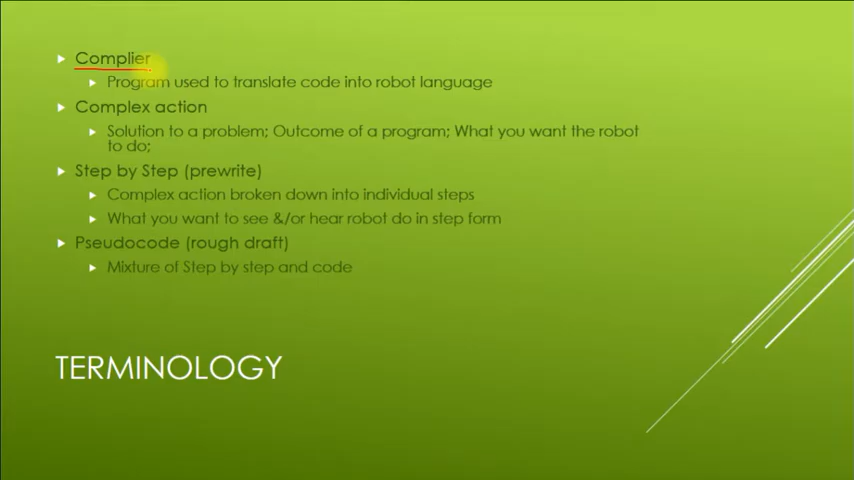 Complier
Program used to translate code into robot language
Complex action
Solution to a problem; Outcome of a program; What you want the robot
to do;
Step by Step (prewrite)
Complex action broken down into individual steps
What you want to see &/or hear robot do in step form
Pseudocode (rough draft)
Mixture of Step by step and code
TERMINOLOGY